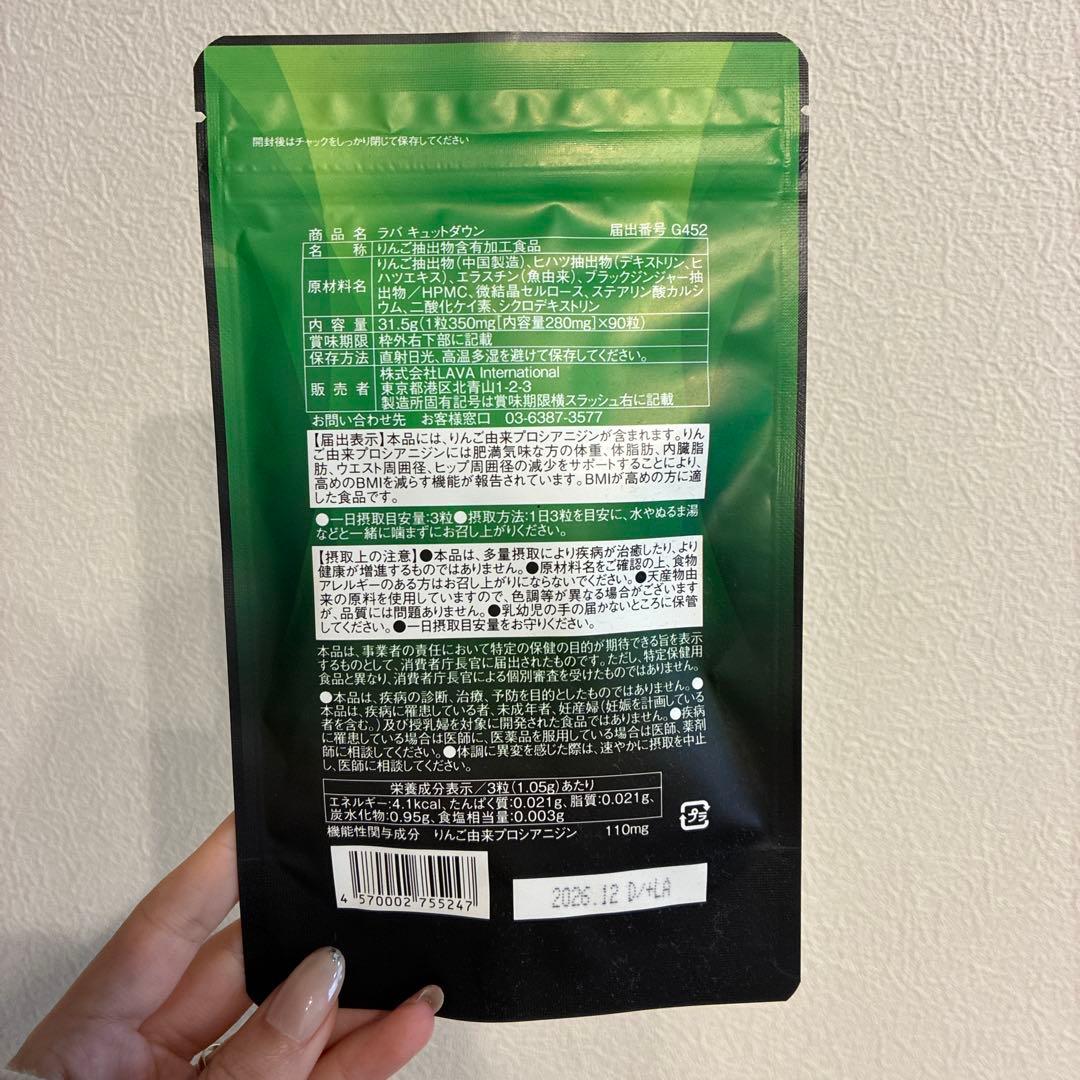 開封後はチャックをしっかり閉じて保存してください
商品名 ラバ キュットダウン 届出番号 G452
名称 りんご抽出物含有加工食品
原材料名 りんご抽出物(中国製造)、ヒハツ抽出物(デキストリン、ヒ
ハツエキス)、エラスチン(魚由来)、ブラックジンジャー抽
出物/HPMC、微結晶セルロース、ステアリン酸カルシ
ウム、二酸化ケイ素、シクロデキストリン
内容量 31.5g(1粒350mg[内容量280mg]×90粒)
賞味期限 枠外右下部に記載
保存方法 直射日光、高温多湿を避けて保存してください。
販売者 株式会社LAVA International
東京都港区北青山1-2-3
製造所固有記号は賞味期限横スラッシュ右に記載
お問い合わせ先 お客様窓口 03-6387-3577
【届出表示】本品には、りんご由来プロシアニジンが含まれます。りん
ご由来プロシアニジンには肥満気味な方の体重、体脂肪、内臓脂
肪、ウエスト周囲径、ヒップ周囲径の減少をサポートすることにより、
高めのBMIを減らす機能が報告されています。BMIが高めの方に適
した食品です。
●一日摂取目安量:3粒●摂取方法:1日3粒を目安に、水やぬるま湯
などと一緒に噛まずにお召し上がりください。
【摂取上の注意】●本品は、多量摂取により疾病が治癒したり、より
健康が増進するものではありません。●原材料名をご確認の上、食物
アレルギーのある方はお召し上がりにならないでください。●天産物由
来の原料を使用していますので、色調等が異なる場合がございます
が、品質には問題ありません。●乳幼児の手の届かないところに保管
してください。●一日摂取目安量をお守りください。
本品は、事業者の責任において特定の保健の目的が期待できる旨を表示
するものとして、消費者庁長官に届出されたものです。ただし、特定保健用
食品と異なり、消費者庁長官による個別審査を受けたものではありません。
●本品は、疾病の診断、治療、予防を目的としたものではありません。●
本品は、疾病に罹患している者、未成年者、妊産婦(妊娠を計画している
者を含む。)及び授乳婦を対象に開発された食品ではありません。●疾病
に罹患している場合は医師に、医薬品を服用している場合は医師、薬剤
師に相談してください。●体調に異変を感じた際は、速やかに摂取を中止
し、医師に相談してください。
栄養成分表示/3粒(1.05g)あたり
エネルギー:4.1kcal、たんぱく質:0.021g、脂質:0.021g、
炭水化物:0.95g、食塩相当量:0.003g
機能性関与成分 りんご由来プロシアニジン 110mg
プラ
4 570002 755247
2026.12 D/+LA